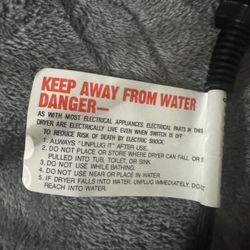 KEEP AWAY FROM WATER
DANGER—
AS WITH MOST ELECTRICAL APPLIANCES, ELECTRICAL PARTS IN THIS
DRYER ARE ELECTRICALLY LIVE EVEN WHEN SWITCH IS OFF
TO REDUCE RISK OF DEATH BY ELECTRIC SHOCK:
1. ALWAYS "UNPLUG IT" AFTER USE.
2. DO NOT PLACE OR STORE WHERE DRYER CAN FALL OR
PULLED INTO TUB, TOILET, OR SINK.
3. DO NOT USE WHILE BATHING.
4. DO NOT USE NEAR OR PLACE IN WATER.
5. IF DRYER FALLS INTO WATER, UNPLUG IMMEDIATELY. DO
REACH INTO WATER.